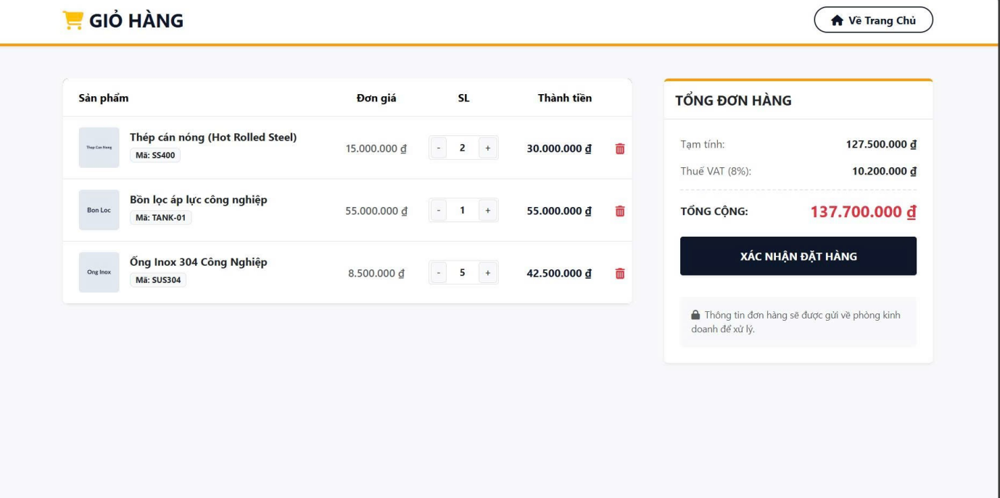 GIỎ HÀNG
Về Trang Chủ
Sản phẩm Đơn giá SL Thành tiền
Thep Can Nong
Thép cán nóng (Hot Rolled Steel)
Mã: SS400
15.000.000 ₫ - 2 + 30.000.000 ₫
Bon Loc
Bồn lọc áp lực công nghiệp
Mã: TANK-01
55.000.000 ₫ - 1 + 55.000.000 ₫
Ong Inox
Ống Inox 304 Công Nghiệp
Mã: SUS304
8.500.000 ₫ - 5 + 42.500.000 ₫
TỔNG ĐƠN HÀNG
Tạm tính: 127.500.000 ₫
Thuế VAT (8%): 10.200.000 ₫
TỔNG CỘNG: 137.700.000 ₫
XÁC NHẬN ĐẶT HÀNG
Thông tin đơn hàng sẽ được gửi về phòng kinh
doanh để xử lý.